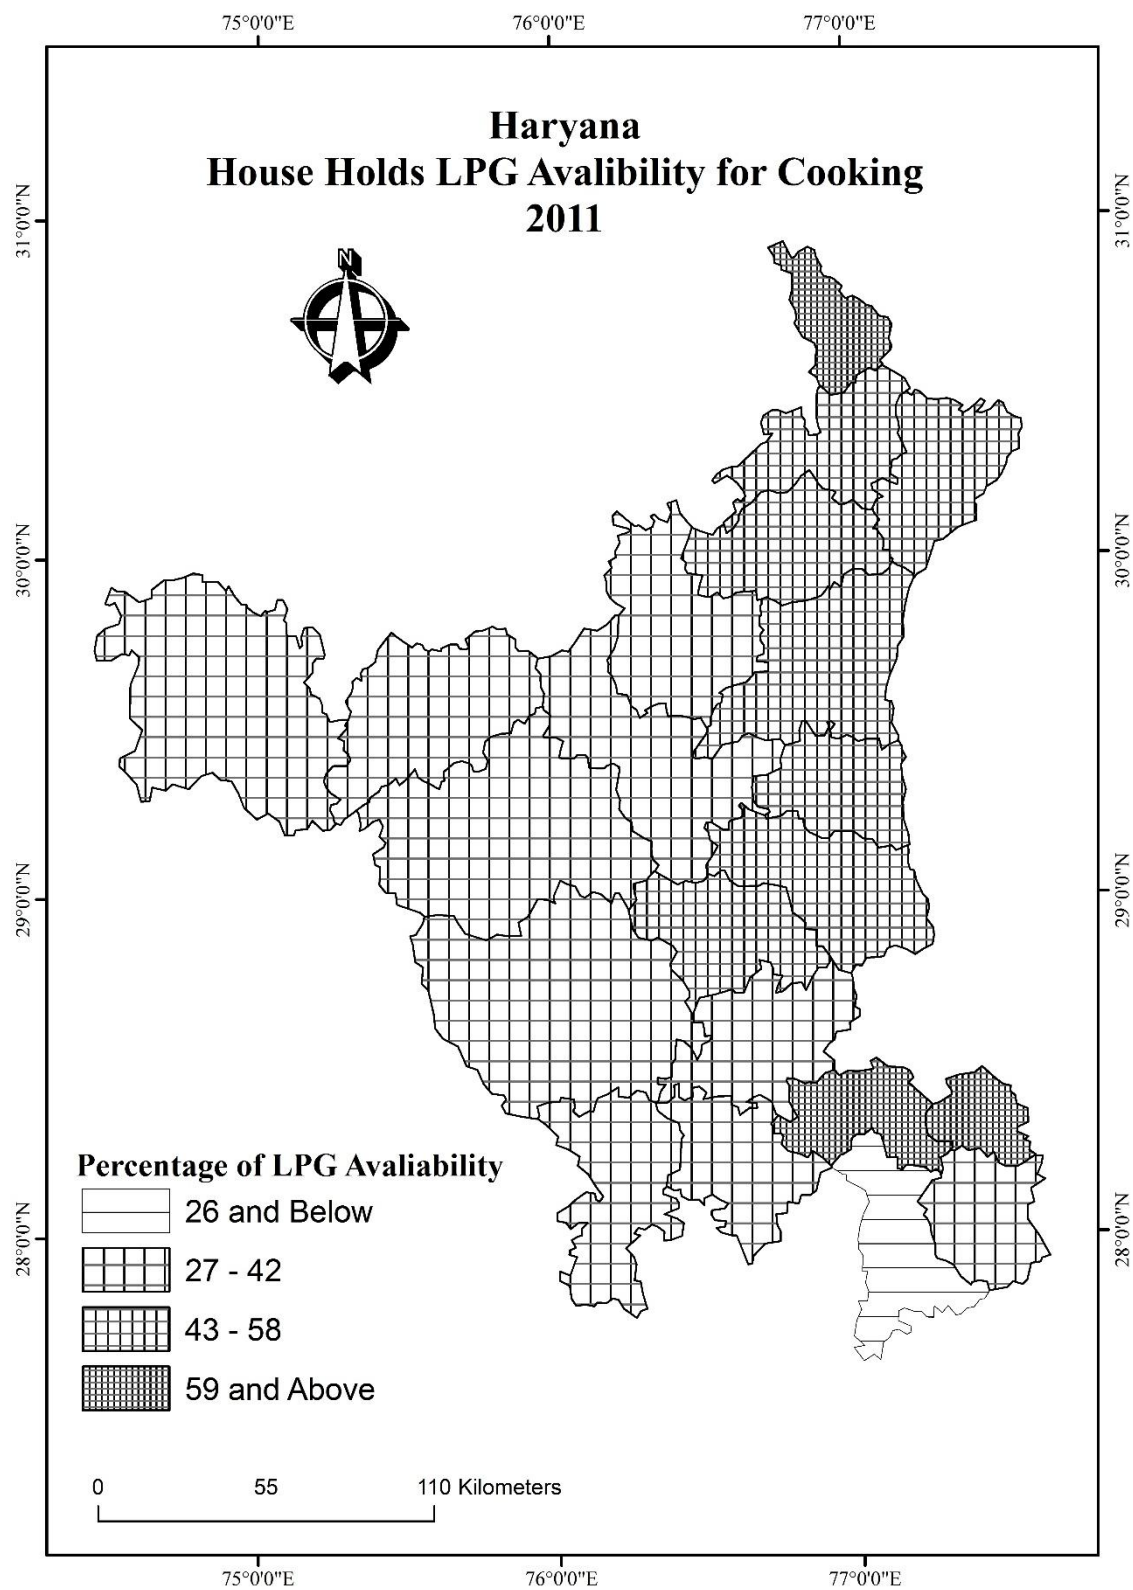 75°0'0"E 76°0'0"E 77°0'0"E
Haryana
House Holds LPG Avalibility for Cooking
2011
31°0'0"N 31°0'0"N
N
30°0'0"N 30°0'0"N
29°0'0"N 29°0'0"N
28°0'0"N 28°0'0"N
Percentage of LPG Avaliability
26 and Below
27 - 42
43 - 58
59 and Above
0 55 110 Kilometers
75°0'0"E 76°0'0"E 77°0'0"E